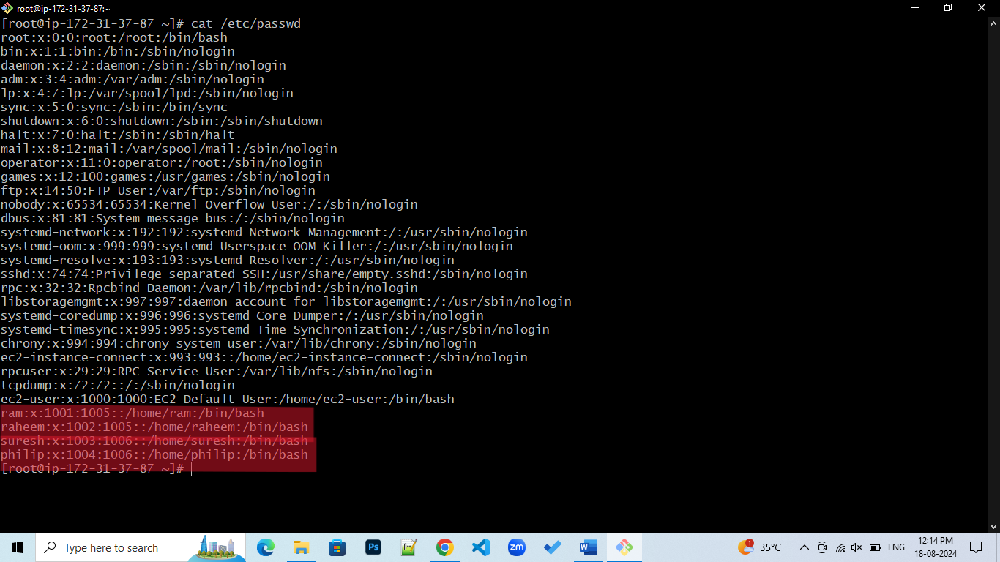 root@ip-172-31-37-87:~
[root@ip-172-31-37-87 ~]# cat /etc/passwd
root:x:0:0:root:/root:/bin/bash
bin:x:1:1:bin:/bin:/sbin/nologin
daemon:x:2:2:daemon:/sbin:/sbin/nologin
adm:x:3:4:adm:/var/adm:/sbin/nologin
lp:x:4:7:lp:/var/spool/lpd:/sbin/nologin
sync:x:5:0:sync:/sbin:/bin/sync
shutdown:x:6:0:shutdown:/sbin:/sbin/shutdown
halt:x:7:0:halt:/sbin:/sbin/halt
mail:x:8:12:mail:/var/spool/mail:/sbin/nologin
operator:x:11:0:operator:/root:/sbin/nologin
games:x:12:100:games:/usr/games:/sbin/nologin
ftp:x:14:50:FTP User:/var/ftp:/sbin/nologin
nobody:x:65534:65534:Kernel Overflow User:/:/sbin/nologin
dbus:x:81:81:System message bus:/:/sbin/nologin
systemd-network:x:192:192:systemd Network Management:/:/usr/sbin/nologin
systemd-oom:x:999:999:systemd Userspace OOM Killer:/:/usr/sbin/nologin
systemd-resolve:x:193:193:systemd Resolver:/:/usr/sbin/nologin
sshd:x:74:74:Privilege-separated SSH:/usr/share/empty.sshd:/sbin/nologin
rpc:x:32:32:Rpcbind Daemon:/var/lib/rpcbind:/sbin/nologin
libstoragemgmt:x:997:997:daemon account for libstoragemgmt:/:/usr/sbin/nologin
systemd-coredump:x:996:996:systemd Core Dumper:/:/usr/sbin/nologin
systemd-timesync:x:995:995:systemd Time Synchronization:/:/usr/sbin/nologin
chrony:x:994:994:chrony system user:/var/lib/chrony:/sbin/nologin
ec2-instance-connect:x:993:993::/home/ec2-instance-connect:/sbin/nologin
rpcuser:x:29:29:RPC Service User:/var/lib/nfs:/sbin/nologin
tcpdump:x:72:72::/:/sbin/nologin
ec2-user:x:1000:1000:EC2 Default User:/home/ec2-user:/bin/bash
ram:x:1001:1005::/home/ram:/bin/bash
raheem:x:1002:1005::/home/raheem:/bin/bash
suresh:x:1003:1006::/home/suresh:/bin/bash
philip:x:1004:1006::/home/philip:/bin/bash
[root@ip-172-31-37-87 ~]#
Type here to search
Ps
zm
W
1
35°C
ENG
12:14 PM
18-08-2024